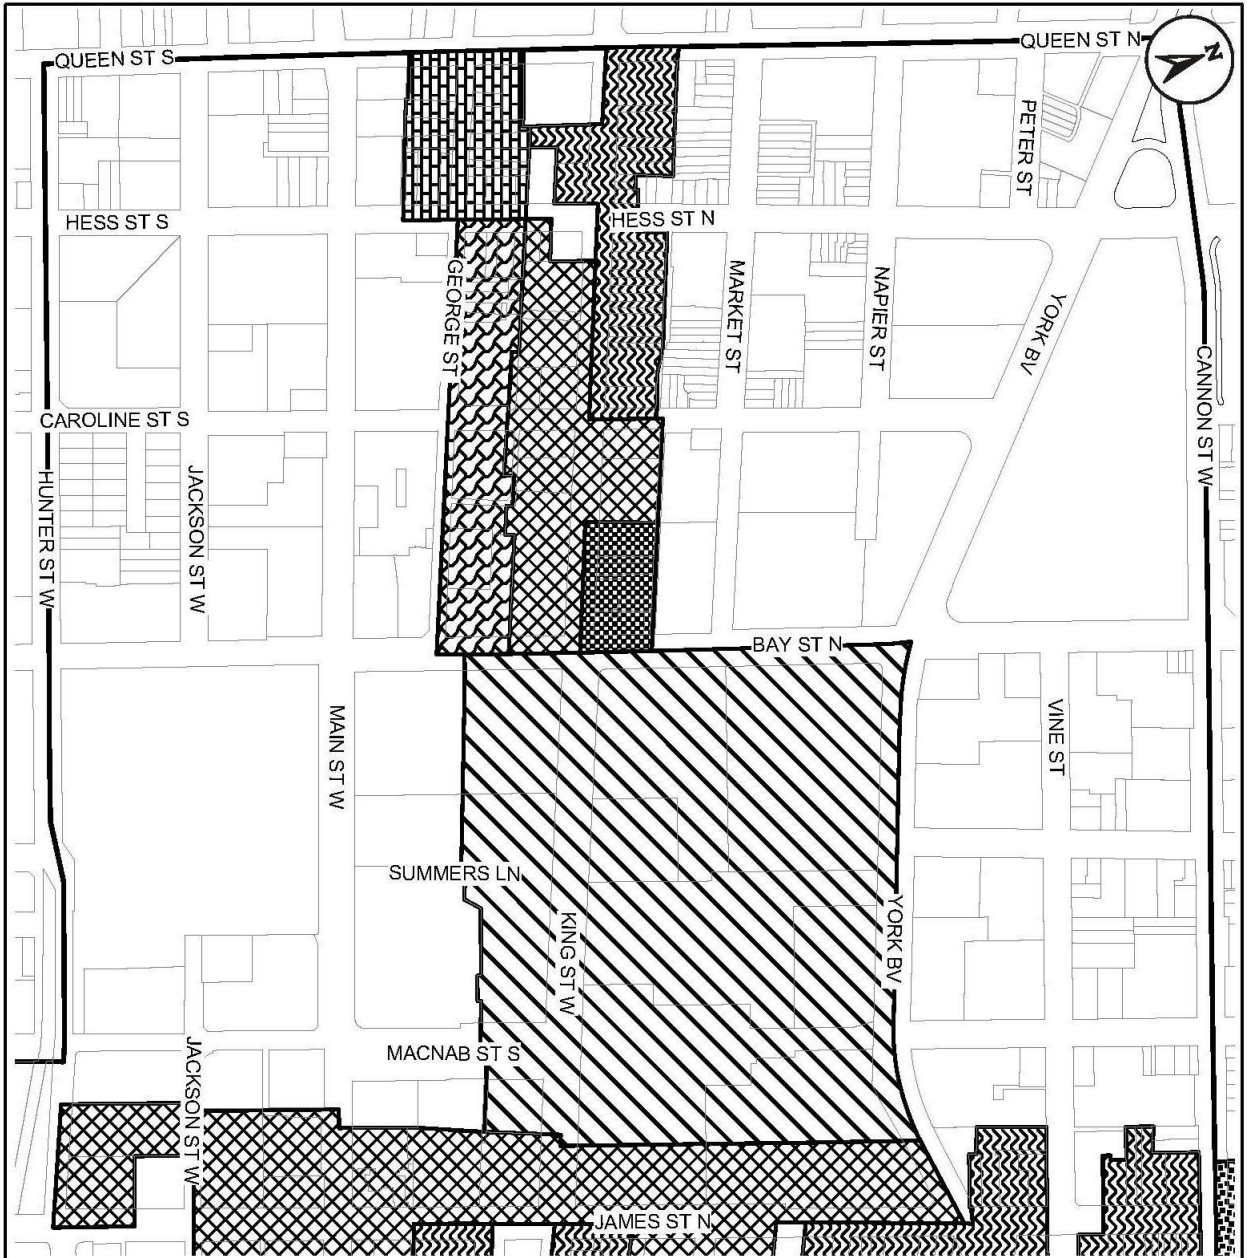 QUEEN ST S
QUEEN ST N
N
PETER ST
HESS ST S
HESS ST N
GEORGE ST
MARKET ST
NAPIER ST
YORK BV
CANNON ST W
CAROLINE ST S
HUNTER ST W
JACKSON ST W
BAY ST N
MAIN ST W
VINE ST
SUMMERS LN
KING ST W
YORK BV
MACNAB ST S
JACKSON ST W
JAMES ST N